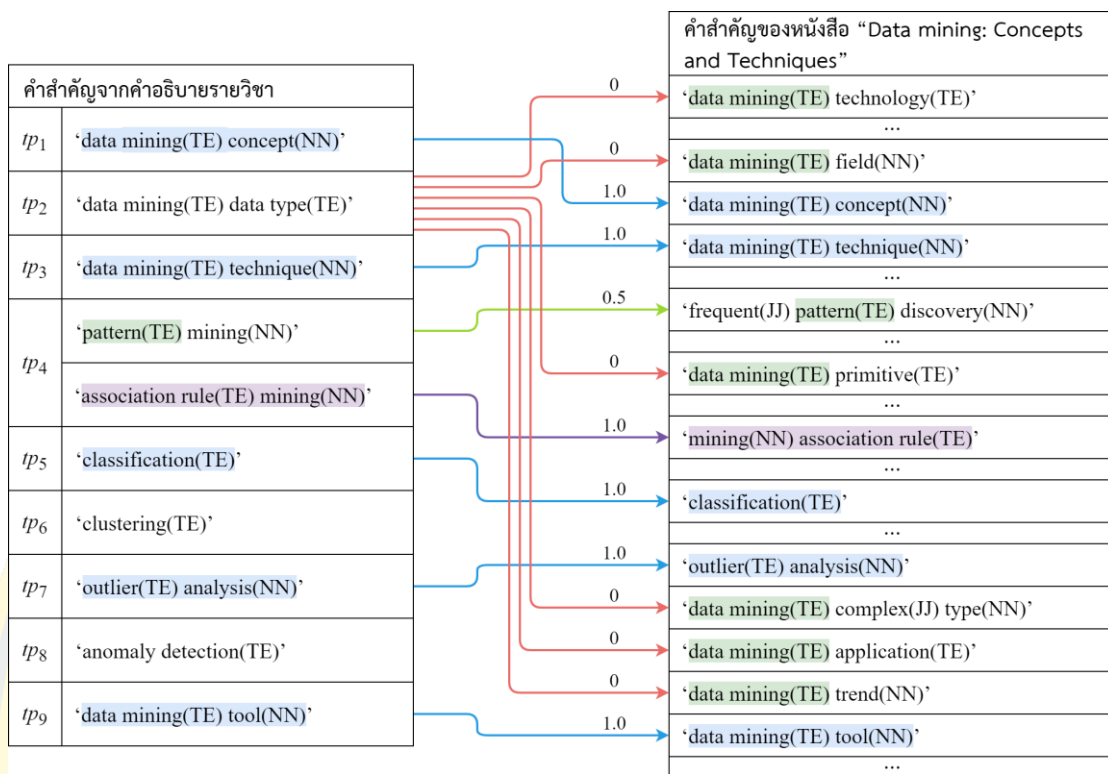 คำสำคัญจากคำอธิบายรายวิชา
tp1 ‘data mining(TE) concept(NN)’
tp2 ‘data mining(TE) data type(TE)’
tp3 ‘data mining(TE) technique(NN)’
tp4 ‘pattern(TE) mining(NN)’
‘association rule(TE) mining(NN)’
tp5 ‘classification(TE)’
tp6 ‘clustering(TE)’
tp7 ‘outlier(TE) analysis(NN)’
tp8 ‘anomaly detection(TE)’
tp9 ‘data mining(TE) tool(NN)’
0
0
1.0
1.0
0.5
0
1.0
1.0
1.0
0
0
0
1.0
คำสำคัญของหนังสือ “Data mining: Concepts
and Techniques”
‘data mining(TE) technology(TE)’
...
‘data mining(TE) field(NN)’
‘data mining(TE) concept(NN)’
‘data mining(TE) technique(NN)’
...
‘frequent(JJ) pattern(TE) discovery(NN)’
...
‘data mining(TE) primitive(TE)’
...
‘mining(NN) association rule(TE)’
...
‘classification(TE)’
...
‘outlier(TE) analysis(NN)’
‘data mining(TE) complex(JJ) type(NN)’
‘data mining(TE) application(TE)’
‘data mining(TE) trend(NN)’
‘data mining(TE) tool(NN)’
...